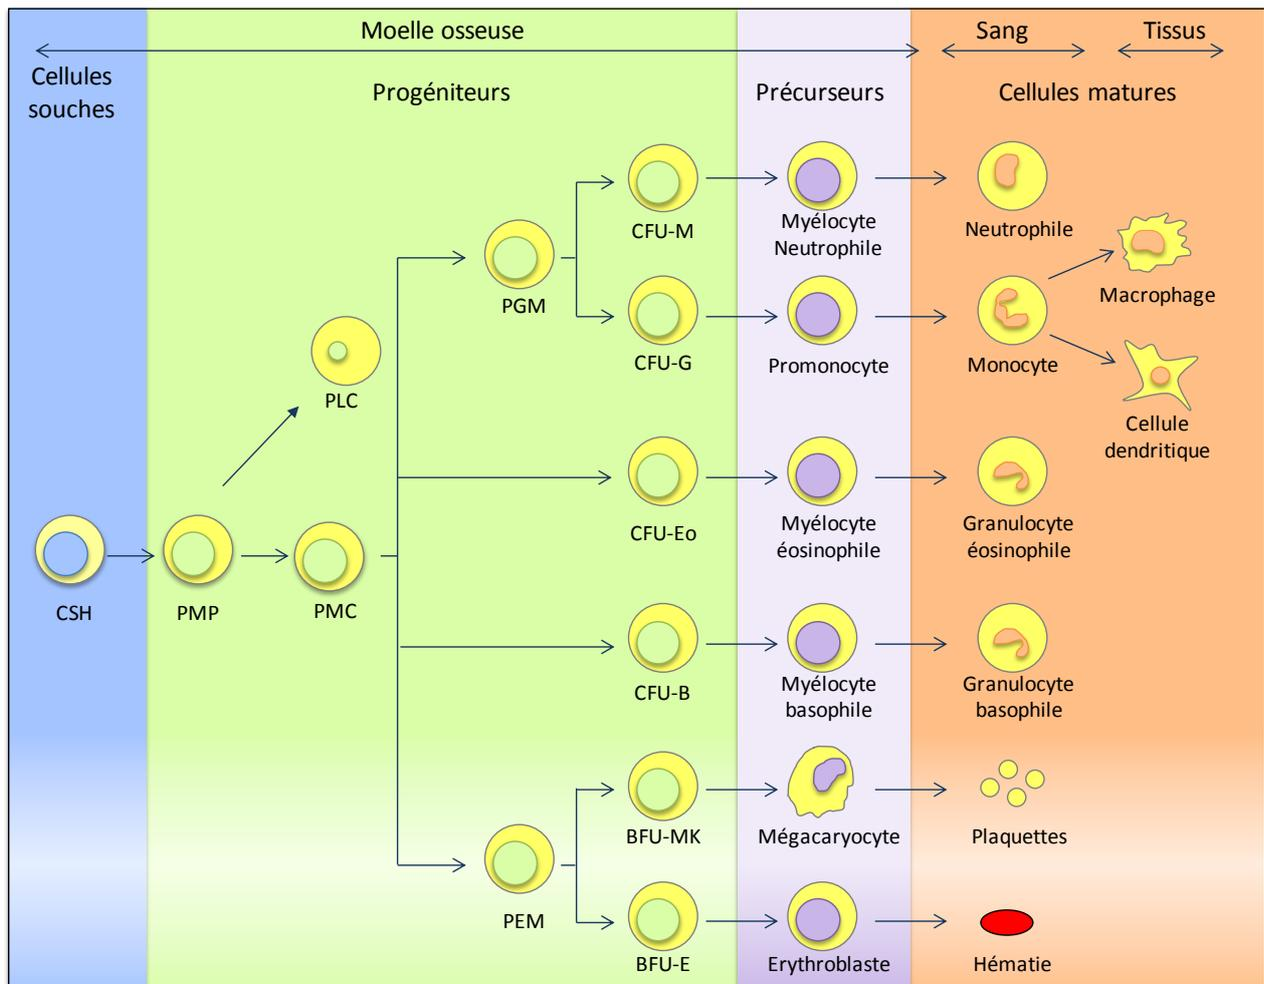 Moelle osseuse
Sang
Tissus
Cellules
souches
Progéniteurs
Précurseurs
Cellules matures
CFU-M
Myélocyte
Neutrophile
Neutrophile
PGM
Macrophage
CFU-G
Promonocyte
Monocyte
PLC
Cellule
dendritique
CFU-Eo
Myélocyte
éosinophile
Granulocyte
éosinophile
CSH
PMP
PMC
CFU-B
Myélocyte
basophile
Granulocyte
basophile
BFU-MK
Mégacaryocyte
Plaquettes
PEM
BFU-E
Erythroblaste
Hématie